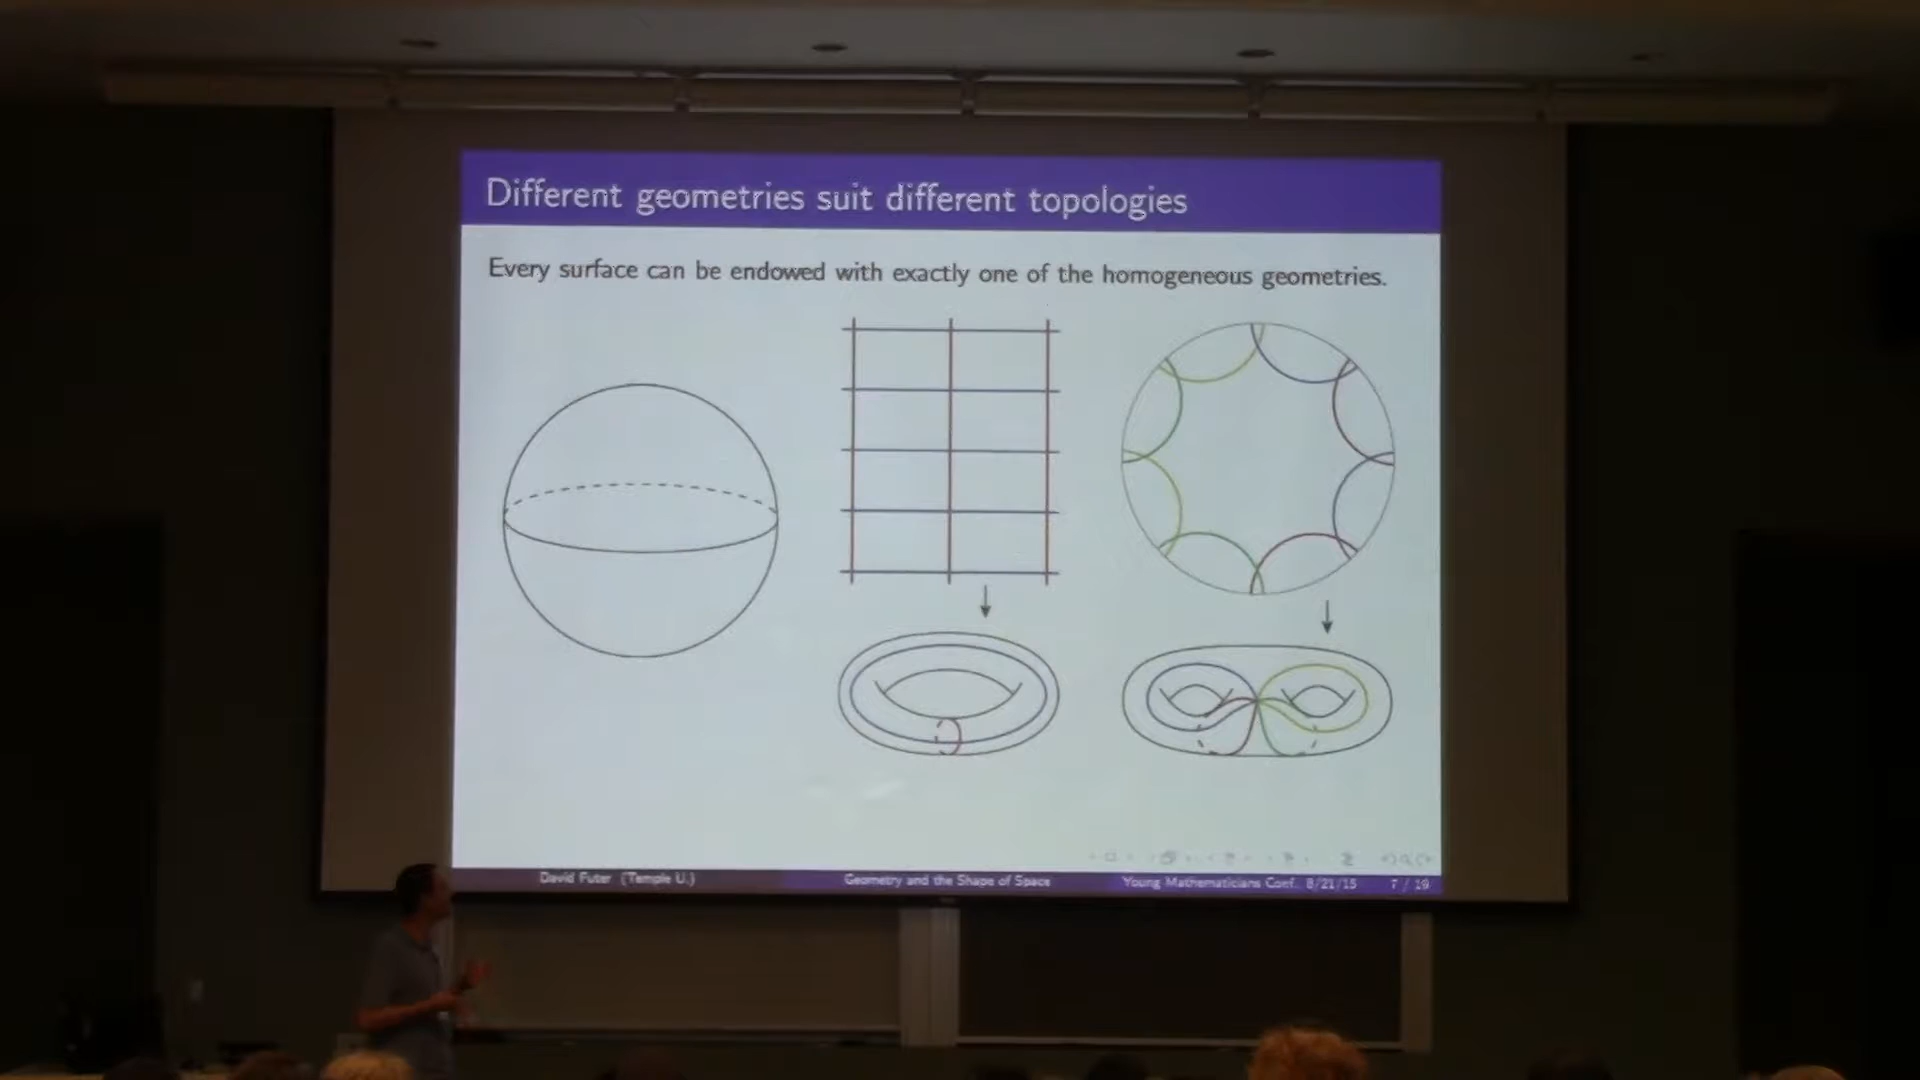 Different geometries suit different topologies
Every surface can be endowed with exactly one of the homogeneous geometries.
David Futer (Temple U.)
Geometry and the Shape of Space
Young Mathematicians Conf. 8/21/15
7 / 19